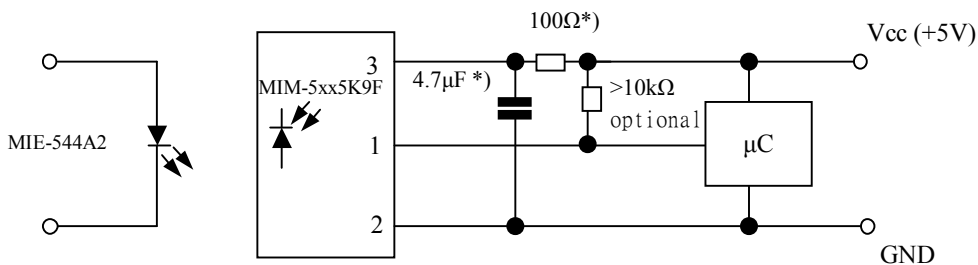 100Ω*)
Vcc (+5V)
3
MIM-5xx5K9F
4.7μF *)
>10kΩ
optional
MIE-544A2
1
μC
2
GND